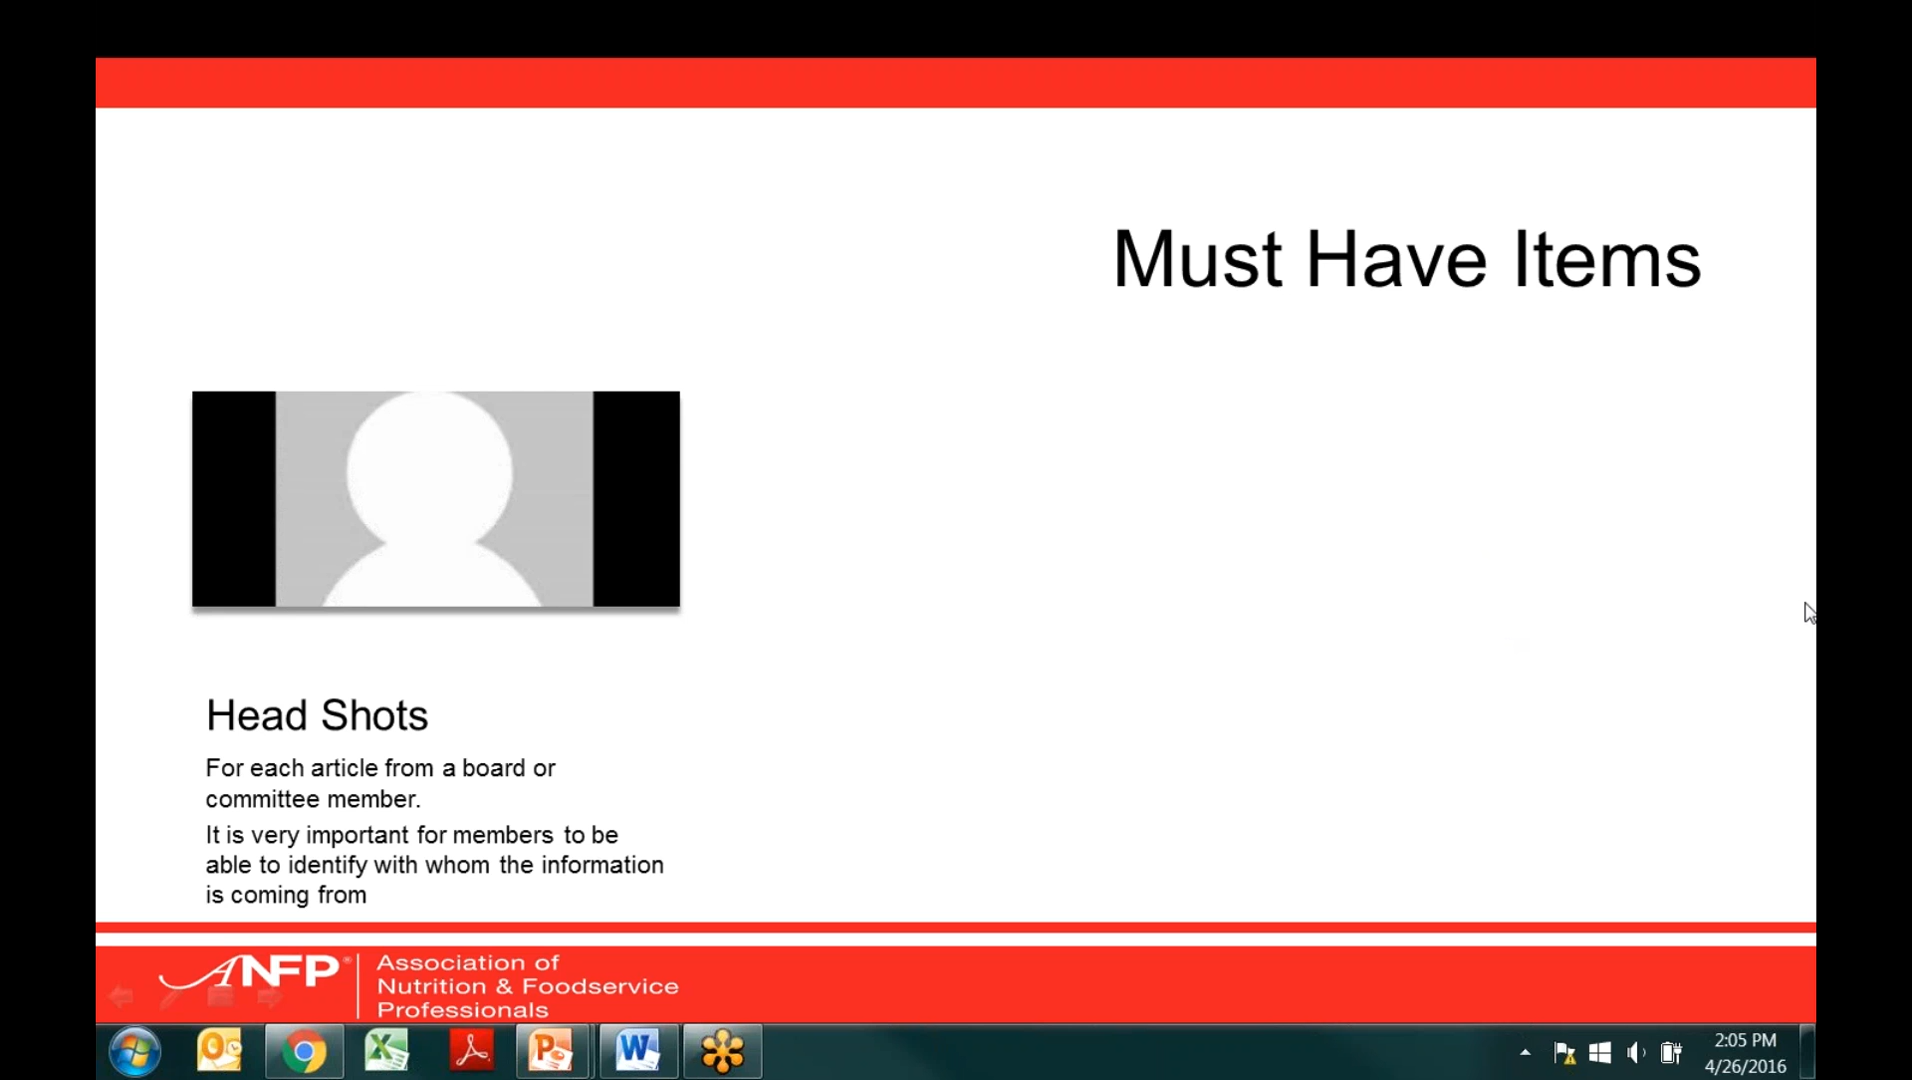 Must Have Items
Head Shots
For each article from a board or
committee member.
It is very important for members to be
able to identify with whom the information
is coming from
ANFP®
Association of
Nutrition & Foodservice
Professionals
2:05 PM
4/26/2016